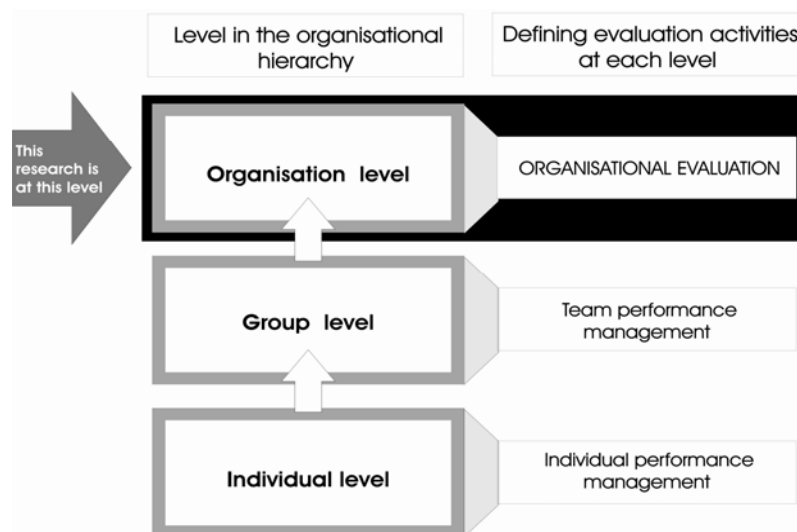 Level in the organisational
hierarchy
Defining evaluation activities
at each level
This
research is
at this level
Organisation level
ORGANISATIONAL EVALUATION
Group level
Team performance
management
Individual level
Individual performance
management